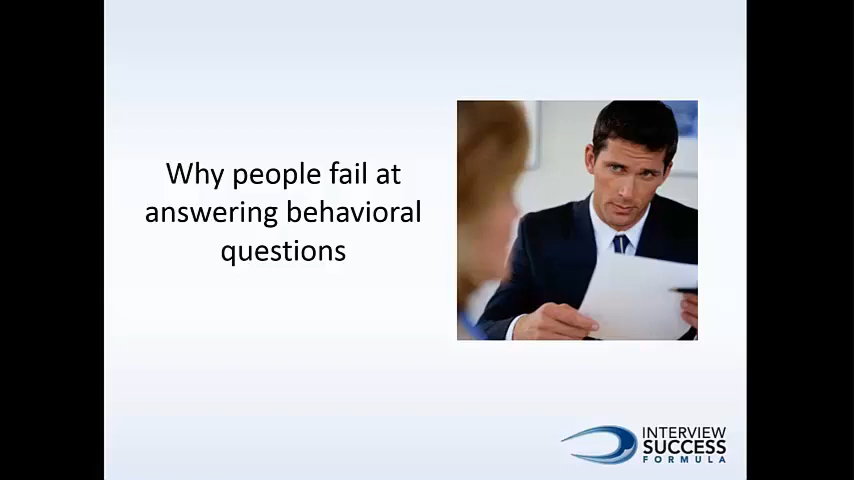 Why people fail at
answering behavioral
questions
INTERVIEW
SUCCESS
FORMULA